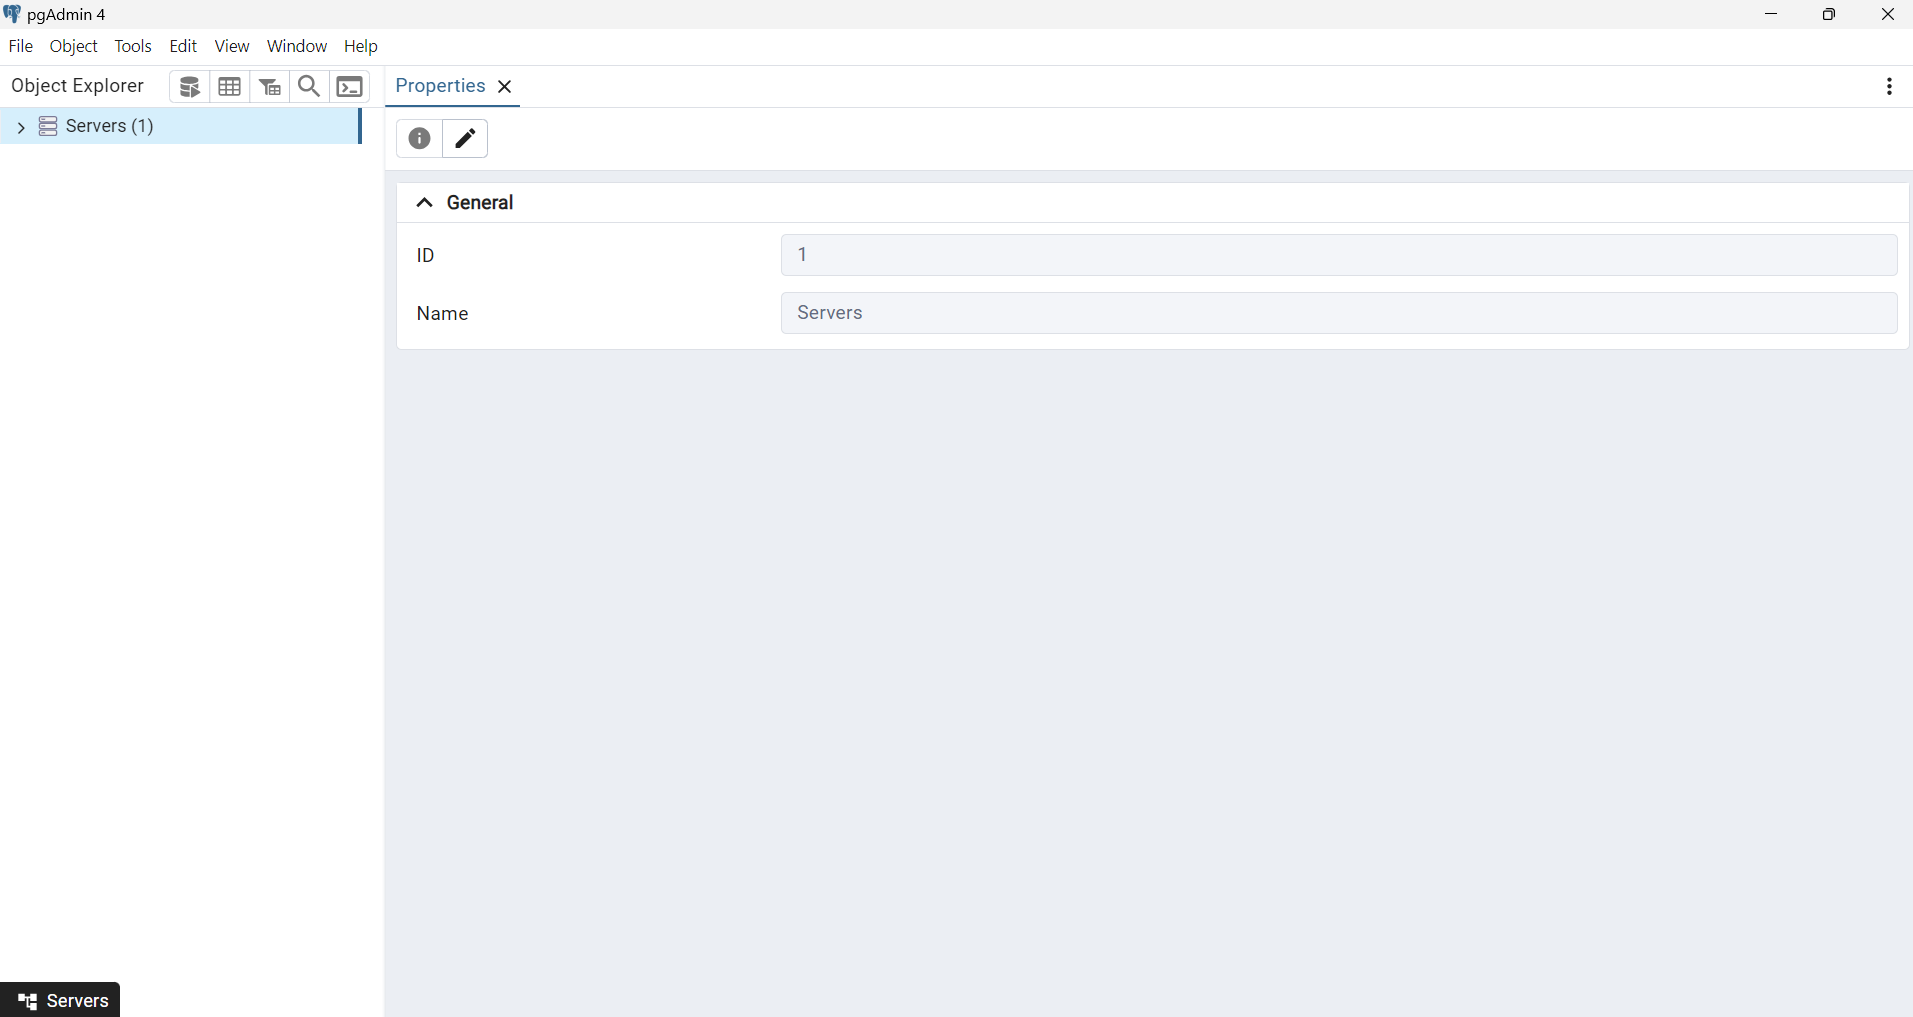 pgAdmin 4
File Object Tools Edit View Window Help
Object Explorer
Properties
Servers (1)
General
ID 1
Name Servers
Servers